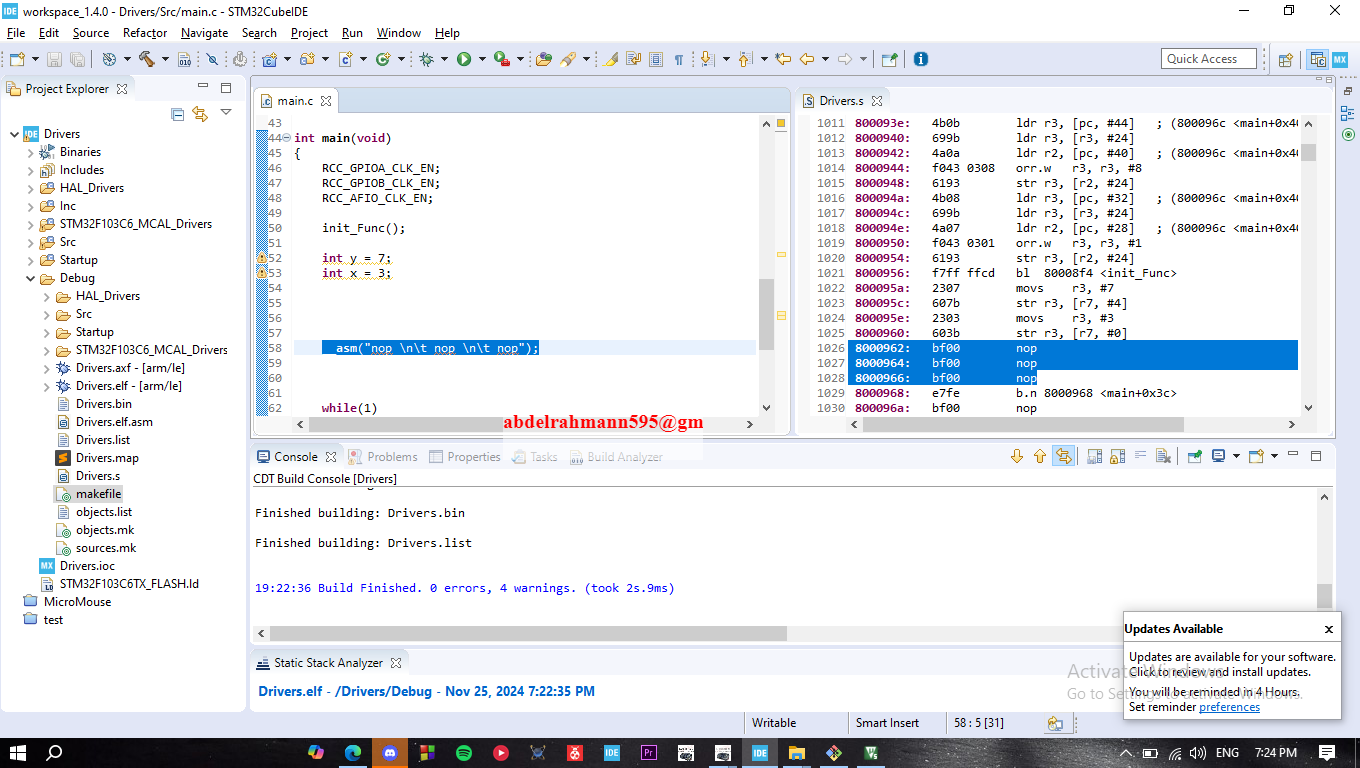 workspace_1.4.0 - Drivers/Src/main.c - STM32CubeIDE
File Edit Source Refactor Navigate Search Project Run Window Help
Quick Access
Project Explorer
Drivers
Binaries
Includes
HAL_Drivers
Inc
STM32F103C6_MCAL_Drivers
Src
Startup
Debug
HAL_Drivers
Src
Startup
STM32F103C6_MCAL_Drivers
Drivers.axf - [arm/le]
Drivers.elf - [arm/le]
Drivers.bin
Drivers.elf.asm
Drivers.list
Drivers.map
Drivers.s
makefile
objects.list
objects.mk
sources.mk
Drivers.ioc
STM32F103C6TX_FLASH.ld
MicroMouse
test
main.c
43
44 int main(void)
45 {
46 RCC_GPIOA_CLK_EN;
47 RCC_GPIOB_CLK_EN;
48 RCC_AFIO_CLK_EN;
49
50 init_Func();
51
52 int y = 7;
53 int x = 3;
54
55
56
57
58 asm("nop \n\t nop \n\t nop");
59
60
61
62 while(1)
Drivers.s
1011 800093e: 4b0b ldr r3, [pc, #44] ; (800096c <main+0x40
1012 8000940: 699b ldr r3, [r3, #24]
1013 8000942: 4a0a ldr r2, [pc, #40] ; (800096c <main+0x40
1014 8000944: f043 0308 orr.w r3, r3, #8
1015 8000948: 6193 str r3, [r2, #24]
1016 800094a: 4b08 ldr r3, [pc, #32] ; (800096c <main+0x40
1017 800094c: 699b ldr r3, [r3, #24]
1018 800094e: 4a07 ldr r2, [pc, #28] ; (800096c <main+0x40
1019 8000950: f043 0301 orr.w r3, r3, #1
1020 8000954: 6193 str r3, [r2, #24]
1021 8000956: f7ff ffcd bl 80008f4 <init_Func>
1022 800095a: 2307 movs r3, #7
1023 800095c: 607b str r3, [r7, #4]
1024 800095e: 2303 movs r3, #3
1025 8000960: 603b str r3, [r7, #0]
1026 8000962: bf00 nop
1027 8000964: bf00 nop
1028 8000966: bf00 nop
1029 8000968: e7fe b.n 8000968 <main+0x3c>
1030 800096a: bf00 nop
abdelrahmann595@gm
Console Problems Properties Tasks Build Analyzer
CDT Build Console [Drivers]
Finished building: Drivers.bin
Finished building: Drivers.list
19:22:36 Build Finished. 0 errors, 4 warnings. (took 2s.9ms)
Static Stack Analyzer
Drivers.elf - /Drivers/Debug - Nov 25, 2024 7:22:35 PM
Updates Available
Updates are available for your software.
Click to review and install updates.
You will be reminded in 4 Hours.
Set reminder preferences
Activate Windows
Go to Settings to activate Windows.
Writable Smart Insert 58 : 5 [31]
ENG 7:24 PM